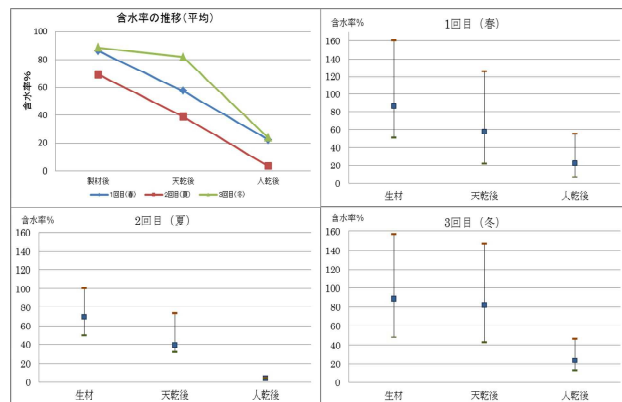 含水率の推移(平均)
含水率%
100
80
60
40
20
0
製材後
天乾後
人乾後
1回目(春)
2回目(夏)
3回目(冬)
含水率%
1回目（春）
160
140
120
100
80
60
40
20
0
生材
天乾後
人乾後
含水率%
2回目（夏）
160
140
120
100
80
60
40
20
0
生材
天乾後
人乾後
含水率%
3回目（冬）
160
140
120
100
80
60
40
20
0
生材
天乾後
人乾後